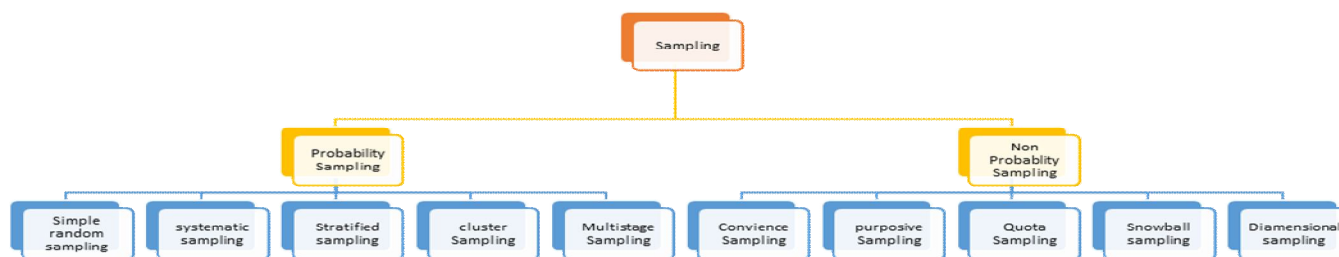 Sampling
Probability
Sampling
Non
Probablity
Sampling
Simple
random
sampling
systematic
sampling
Stratified
sampling
cluster
Sampling
Multistage
Sampling
Convience
Sampling
purposive
Sampling
Quota
Sampling
Snowball
sampling
Diamensional
sampling